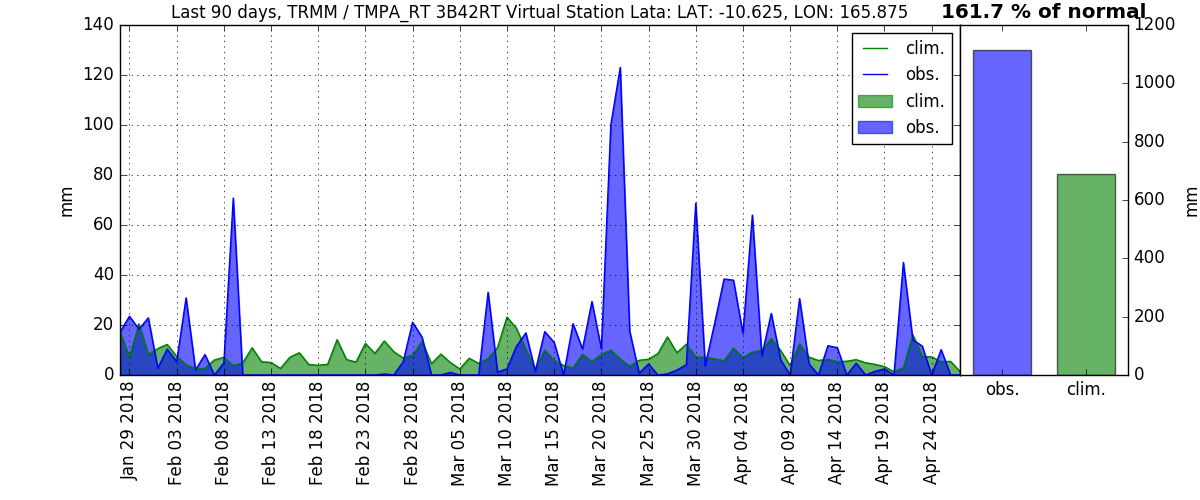 Last 90 days, TRMM / TMPA_RT 3B42RT Virtual Station Lata: LAT: -10.625, LON: 165.875
161.7 % of normal
140
120
100
80
60
40
20
0
mm
clim.
obs.
clim.
obs.
1200
1000
800
600
400
200
0
mm
Jan 29 2018
Feb 03 2018
Feb 08 2018
Feb 13 2018
Feb 18 2018
Feb 23 2018
Feb 28 2018
Mar 05 2018
Mar 10 2018
Mar 15 2018
Mar 20 2018
Mar 25 2018
Mar 30 2018
Apr 04 2018
Apr 09 2018
Apr 14 2018
Apr 19 2018
Apr 24 2018
obs.
clim.